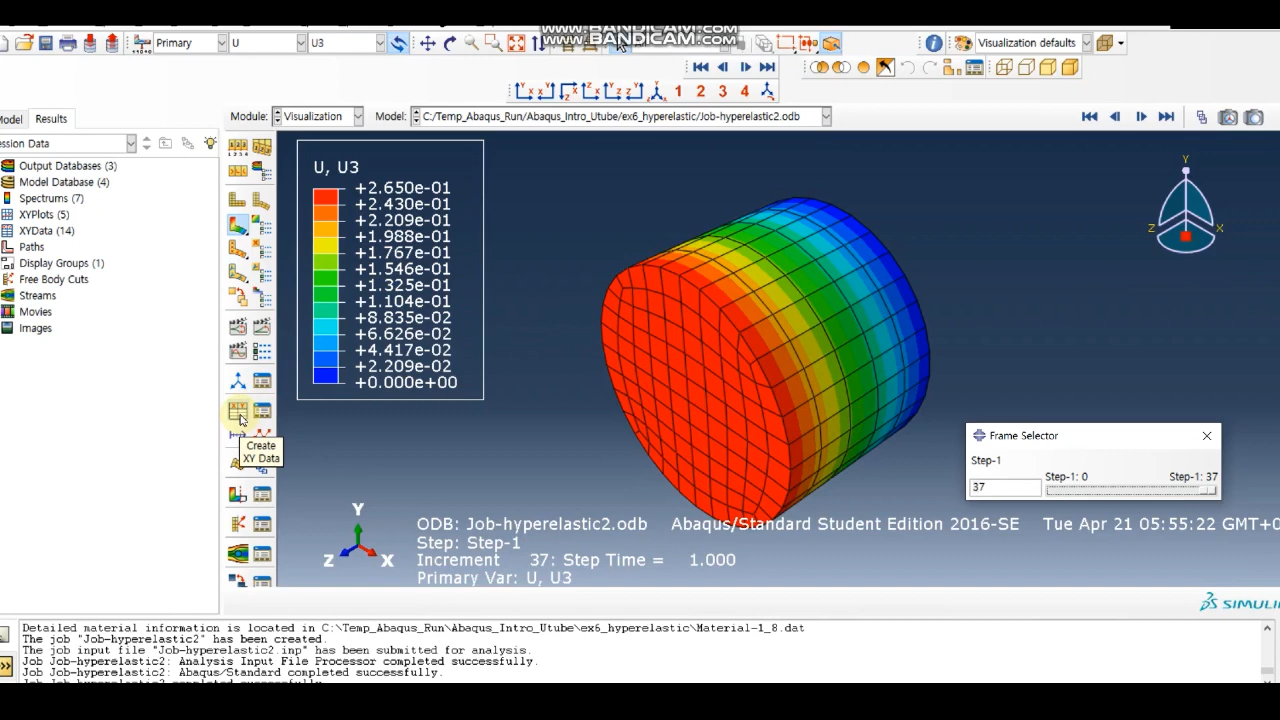 www.BANDICAM.com
www.BANDICAM.COM
Primary U U3
Visualization defaults
1 2 3 4
Model Results
Module: Visualization Model: C:/Temp_Abaqus_Run/Abaqus_Intro_Utube/ex6_hyperelastic/Job-hyperelastic2.odb
ession Data
Output Databases (3)
Model Database (4)
Spectrums (7)
XYPlots (5)
XYData (14)
Paths
Display Groups (1)
Free Body Cuts
Streams
Movies
Images
U, U3
+2.650e-01
+2.430e-01
+2.209e-01
+1.988e-01
+1.767e-01
+1.546e-01
+1.325e-01
+1.104e-01
+8.835e-02
+6.626e-02
+4.417e-02
+2.209e-02
+0.000e+00
Y
Z X
Create
XY Data
Frame Selector
Step-1
Step-1: 0 Step-1: 37
37
Y
Z X
ODB: Job-hyperelastic2.odb Abaqus/Standard Student Edition 2016-SE Tue Apr 21 05:55:22 GMT+0
Step: Step-1
Increment 37: Step Time = 1.000
Primary Var: U, U3
SIMULI
Detailed material information is located in C:\Temp_Abaqus_Run\Abaqus_Intro_Utube\ex6_hyperelastic\Material-1_8.dat
The job "Job-hyperelastic2" has been created.
The job input file "Job-hyperelastic2.inp" has been submitted for analysis.
Job Job-hyperelastic2: Analysis Input File Processor completed successfully.
Job Job-hyperelastic2: Abaqus/Standard completed successfully.
Job Job-hyperelastic2 completed successfully.